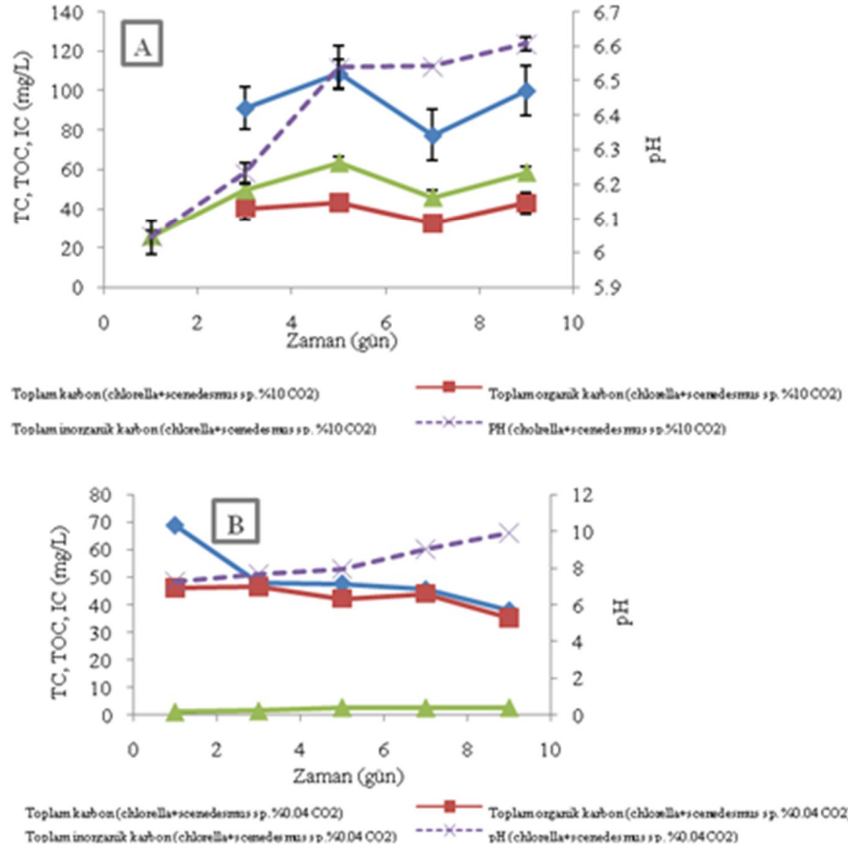 A
TC, TOC, IC (mg/L)
140
120
100
80
60
40
20
0
6.7
6.6
6.5
6.4
6.3
6.2
6.1
6
5.9
pH
0 2 4 6 8 10
Zaman (gün)
Toplam karbon (chlorella+scenedesmus sp. %10 CO2)
Toplam organik karbon (chlorella+scenedesmus sp. %10 CO2)
Toplam inorganik karbon (chlorella+scenedesmus sp. %10 CO2)
PH (cholrella+scenedesmus sp.%10 CO2)
B
TC, TOC, IC (mg/L)
80
70
60
50
40
30
20
10
0
12
10
8
6
4
2
0
pH
0 2 4 6 8 10
Zaman (gün)
Toplam karbon (chlorella+scenedesmus sp. %0.04 CO2)
Toplam organik karbon (chlorella+scenedesmus sp. %0.04 CO2)
Toplam inorganik karbon (chlorella+scenedesmus sp. %0.04 CO2)
pH (chlorella+scenedesmus sp.%0.04 CO2)